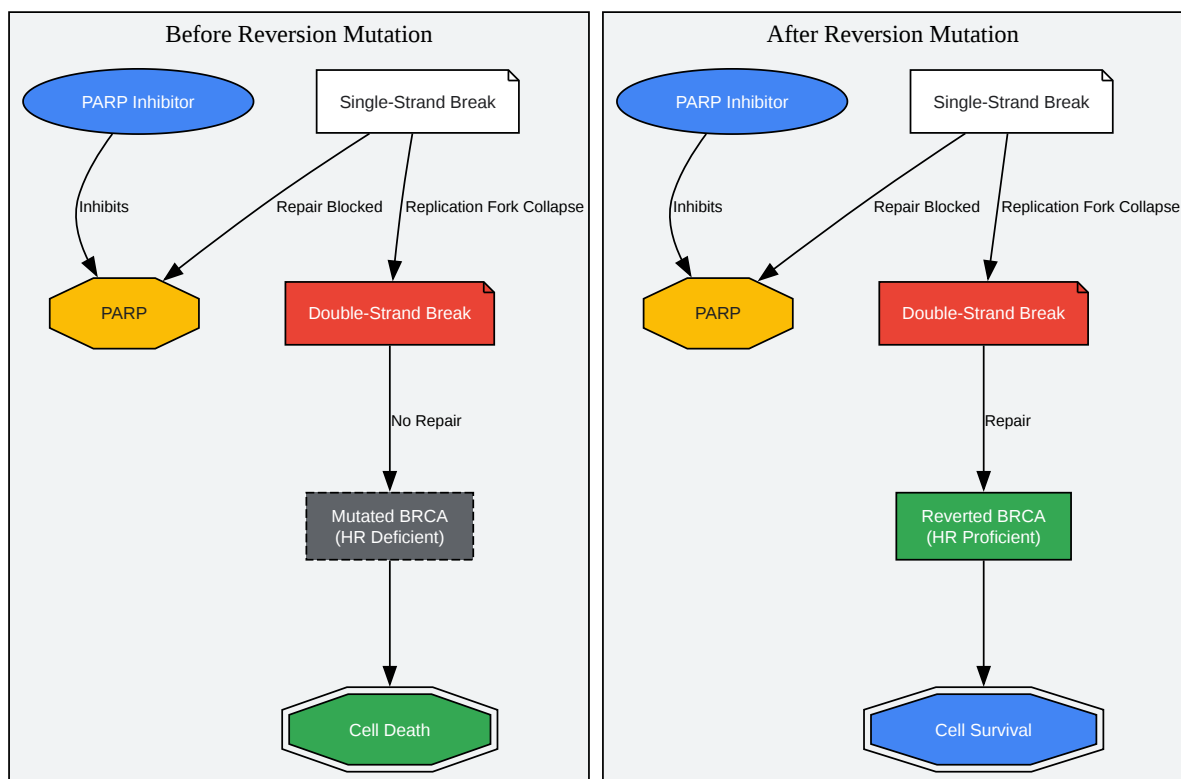 Before Reversion Mutation
PARP Inhibitor
Single-Strand Break
Inhibits
Repair Blocked
Replication Fork Collapse
PARP
Double-Strand Break
No Repair
Mutated BRCA
(HR Deficient)
Cell Death
After Reversion Mutation
PARP Inhibitor
Single-Strand Break
Inhibits
Repair Blocked
Replication Fork Collapse
PARP
Double-Strand Break
Repair
Reverted BRCA
(HR Proficient)
Cell Survival